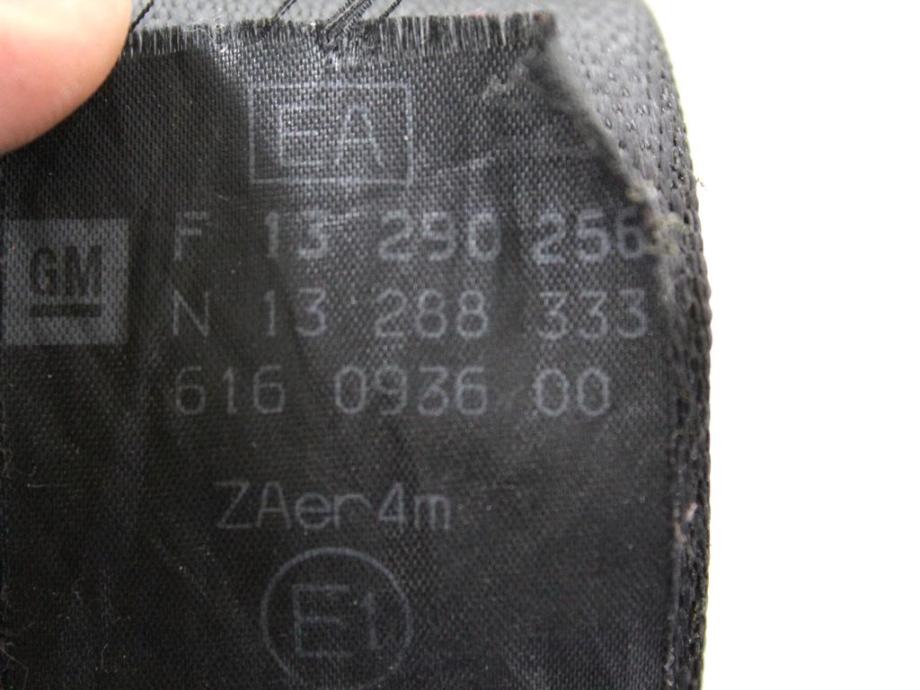 EA
GM
F 13 290 256
N 13 288 333
616 0936 00
ZAer4m
E1